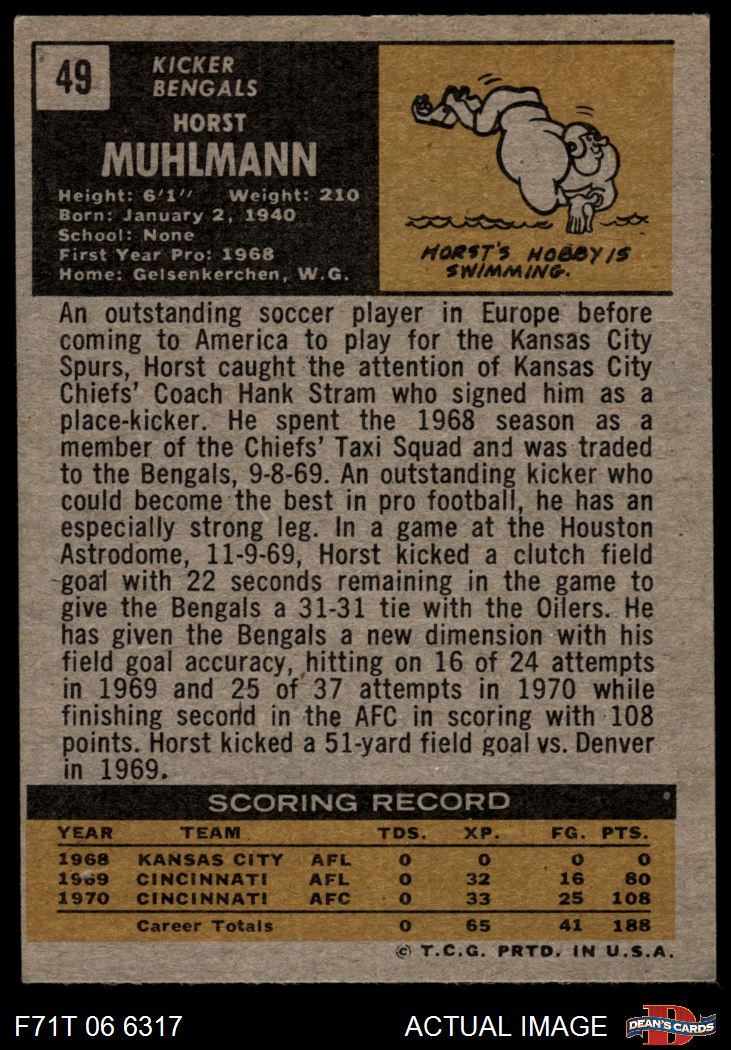 49
KICKER
BENGALS
HORST
MUHLMANN
Height: 6'1" Weight: 210
Born: January 2, 1940
School: None
First Year Pro: 1968
Home: Gelsenkerchen, W.G.
HORST'S HOBBY IS
SWIMMING.
An outstanding soccer player in Europe before
coming to America to play for the Kansas City
Spurs, Horst caught the attention of Kansas City
Chiefs' Coach Hank Stram who signed him as a
place-kicker. He spent the 1968 season as a
member of the Chiefs' Taxi Squad and was traded
to the Bengals, 9-8-69. An outstanding kicker who
could become the best in pro football, he has an
especially strong leg. In a game at the Houston
Astrodome, 11-9-69, Horst kicked a clutch field
goal with 22 seconds remaining in the game to
give the Bengals a 31-31 tie with the Oilers. He
has given the Bengals a new dimension with his
field goal accuracy, hitting on 16 of 24 attempts
in 1969 and 25 of 37 attempts in 1970 while
finishing second in the AFC in scoring with 108
points. Horst kicked a 51-yard field goal vs. Denver
in 1969.
SCORING RECORD
YEAR TEAM TDS. XP. FG. PTS.
1968 KANSAS CITY AFL 0 0 0 0
1969 CINCINNATI AFL 0 32 16 80
1970 CINCINNATI AFC 0 33 25 108
Career Totals 0 65 41 188
© T.C.G. PRTD. IN U.S.A.
F71T 06 6317 ACTUAL IMAGE
D
DEAN'S CARDS